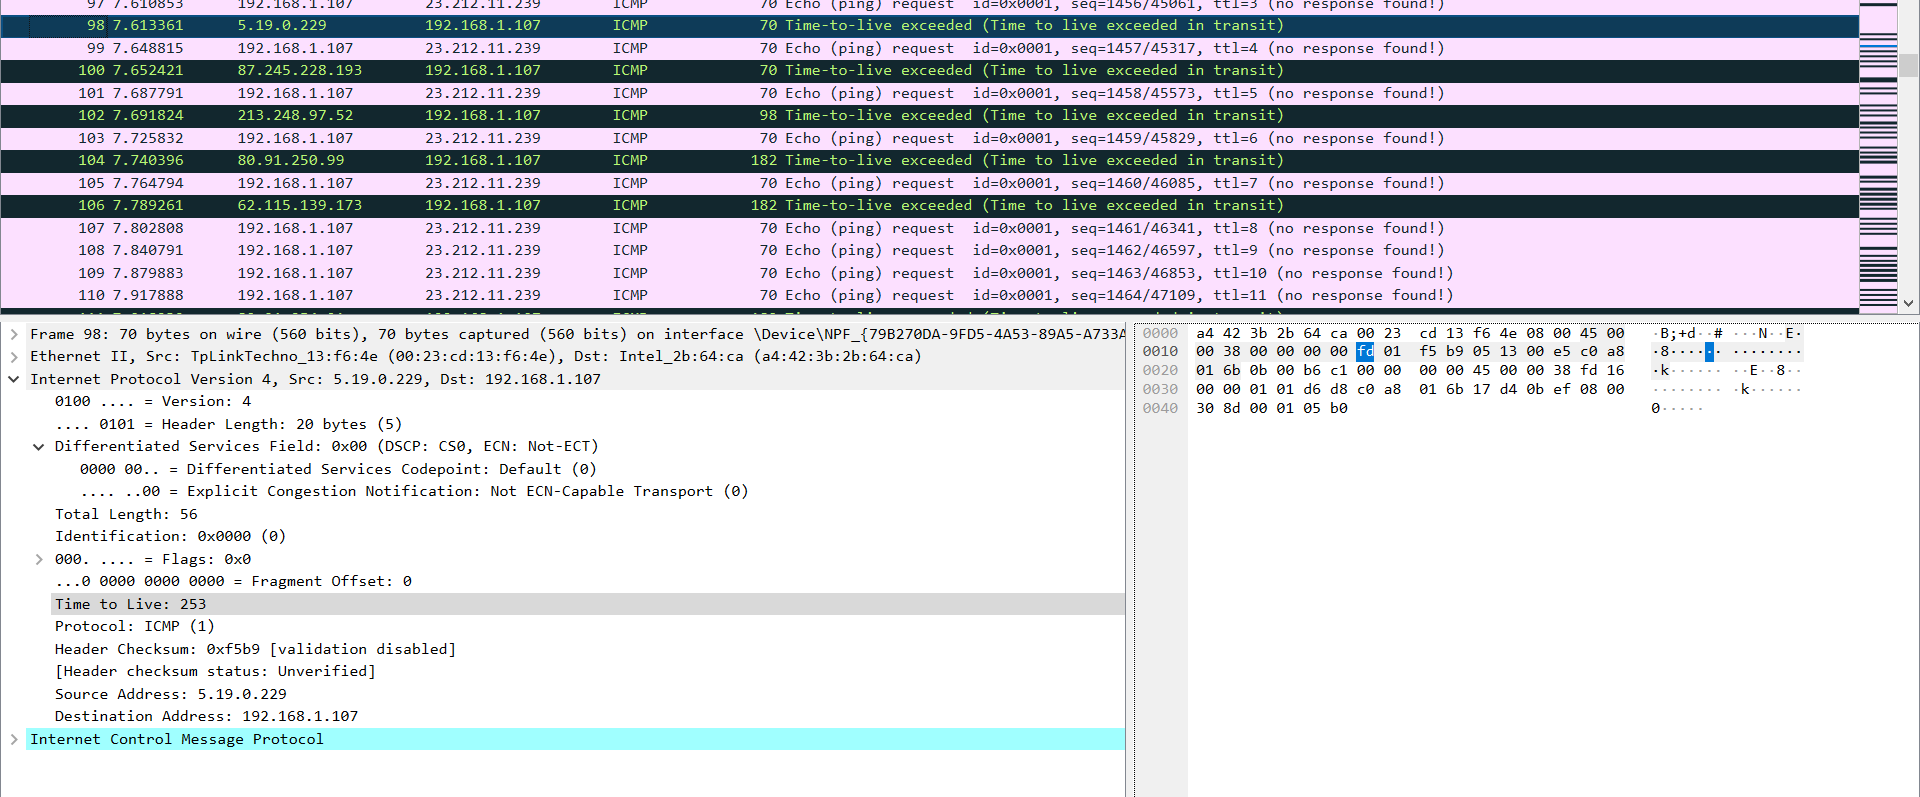 97 7.610853 192.168.1.107 23.212.11.239 ICMP 70 Echo (ping) request id=0x0001, seq=1456/45061, ttl=3 (no response found!)
98 7.613361 5.19.0.229 192.168.1.107 ICMP 70 Time-to-live exceeded (Time to live exceeded in transit)
99 7.648815 192.168.1.107 23.212.11.239 ICMP 70 Echo (ping) request id=0x0001, seq=1457/45317, ttl=4 (no response found!)
100 7.652421 87.245.228.193 192.168.1.107 ICMP 70 Time-to-live exceeded (Time to live exceeded in transit)
101 7.687791 192.168.1.107 23.212.11.239 ICMP 70 Echo (ping) request id=0x0001, seq=1458/45573, ttl=5 (no response found!)
102 7.691824 213.248.97.52 192.168.1.107 ICMP 98 Time-to-live exceeded (Time to live exceeded in transit)
103 7.725832 192.168.1.107 23.212.11.239 ICMP 70 Echo (ping) request id=0x0001, seq=1459/45829, ttl=6 (no response found!)
104 7.740396 80.91.250.99 192.168.1.107 ICMP 182 Time-to-live exceeded (Time to live exceeded in transit)
105 7.764794 192.168.1.107 23.212.11.239 ICMP 70 Echo (ping) request id=0x0001, seq=1460/46085, ttl=7 (no response found!)
106 7.789261 62.115.139.173 192.168.1.107 ICMP 182 Time-to-live exceeded (Time to live exceeded in transit)
107 7.802808 192.168.1.107 23.212.11.239 ICMP 70 Echo (ping) request id=0x0001, seq=1461/46341, ttl=8 (no response found!)
108 7.840791 192.168.1.107 23.212.11.239 ICMP 70 Echo (ping) request id=0x0001, seq=1462/46597, ttl=9 (no response found!)
109 7.879883 192.168.1.107 23.212.11.239 ICMP 70 Echo (ping) request id=0x0001, seq=1463/46853, ttl=10 (no response found!)
110 7.917888 192.168.1.107 23.212.11.239 ICMP 70 Echo (ping) request id=0x0001, seq=1464/47109, ttl=11 (no response found!)
Frame 98: 70 bytes on wire (560 bits), 70 bytes captured (560 bits) on interface \Device\NPF_{79B270DA-9FD5-4A53-89A5-A733A
Ethernet II, Src: TpLinkTechno_13:f6:4e (00:23:cd:13:f6:4e), Dst: Intel_2b:64:ca (a4:42:3b:2b:64:ca)
Internet Protocol Version 4, Src: 5.19.0.229, Dst: 192.168.1.107
0100 .... = Version: 4
.... 0101 = Header Length: 20 bytes (5)
Differentiated Services Field: 0x00 (DSCP: CS0, ECN: Not-ECT)
0000 00.. = Differentiated Services Codepoint: Default (0)
.... ..00 = Explicit Congestion Notification: Not ECN-Capable Transport (0)
Total Length: 56
Identification: 0x0000 (0)
000. .... = Flags: 0x0
...0 0000 0000 0000 = Fragment Offset: 0
Time to Live: 253
Protocol: ICMP (1)
Header Checksum: 0xf5b9 [validation disabled]
[Header checksum status: Unverified]
Source Address: 5.19.0.229
Destination Address: 192.168.1.107
Internet Control Message Protocol
0000 a4 42 3b 2b 64 ca 00 23 cd 13 f6 4e 08 00 45 00 ·B;+d··# ···N··E·
0010 00 38 00 00 00 00 fd 01 f5 b9 05 13 00 e5 c0 a8 ·8······ ········
0020 01 6b 0b 00 b6 c1 00 00 00 00 45 00 00 38 fd 16 ·k······ ··E··8··
0030 00 00 01 01 d6 d8 c0 a8 01 6b 17 d4 0b ef 08 00 ········ ·k······
0040 30 8d 00 01 05 b0 0·····